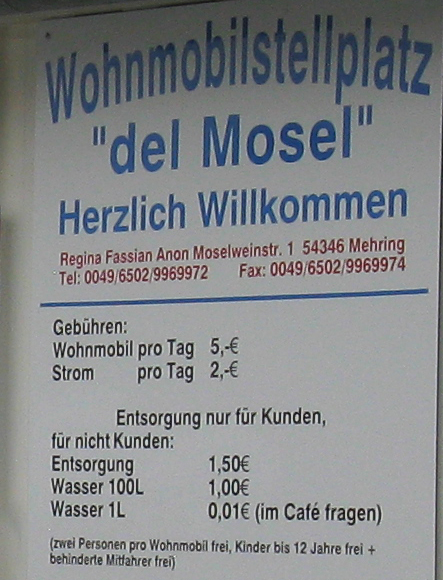 Wohnmobilstellplatz
"del Mosel"
Herzlich Willkommen
Regina Fassian Anon Moselweinstr. 1 54346 Mehring
Tel: 0049/6502/9969972 Fax: 0049/6502/9969974
Gebühren:
Wohnmobil pro Tag 5,-€
Strom pro Tag 2,-€
Entsorgung nur für Kunden,
für nicht Kunden:
Entsorgung 1,50€
Wasser 100L 1,00€
Wasser 1L 0,01€ (im Café fragen)
(zwei Personen pro Wohnmobil frei, Kinder bis 12 Jahre frei +
behinderte Mitfahrer frei)